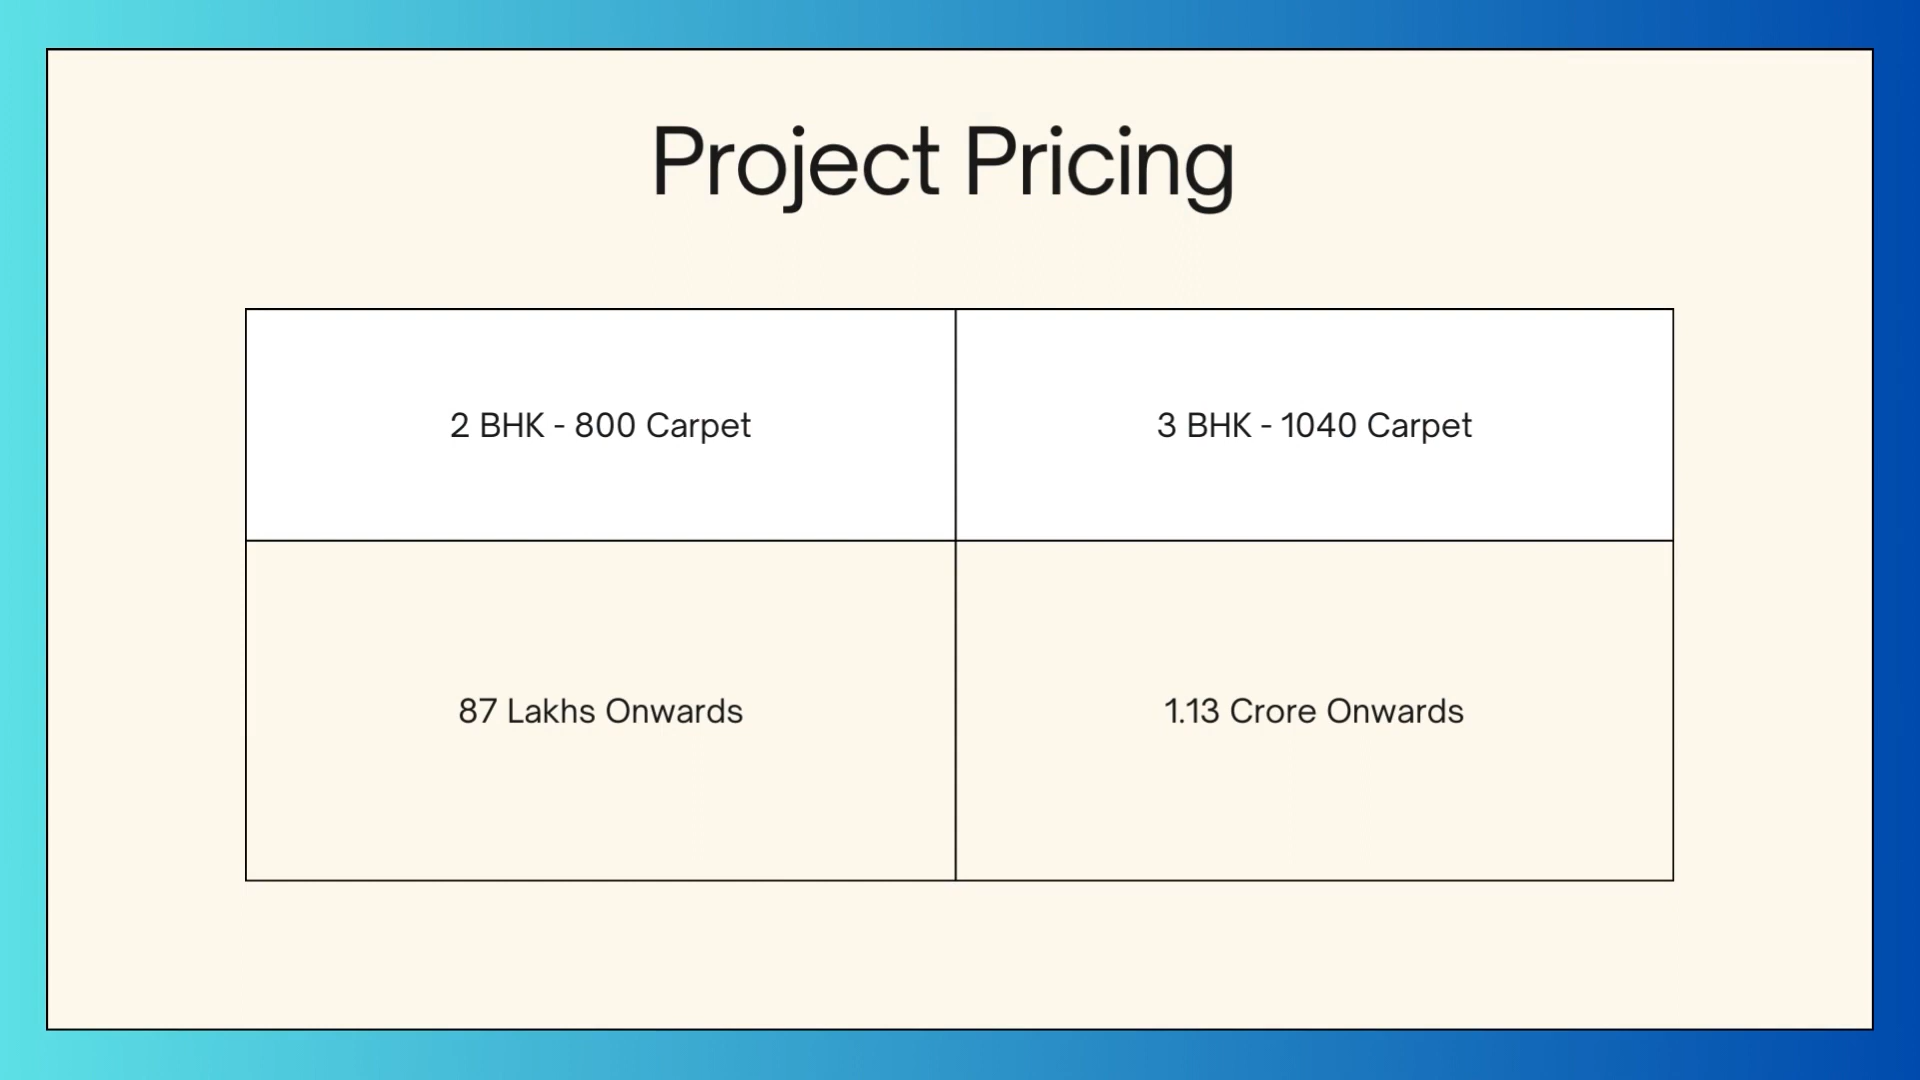 Project Pricing
2 BHK - 800 Carpet
3 BHK - 1040 Carpet
87 Lakhs Onwards
1.13 Crore Onwards